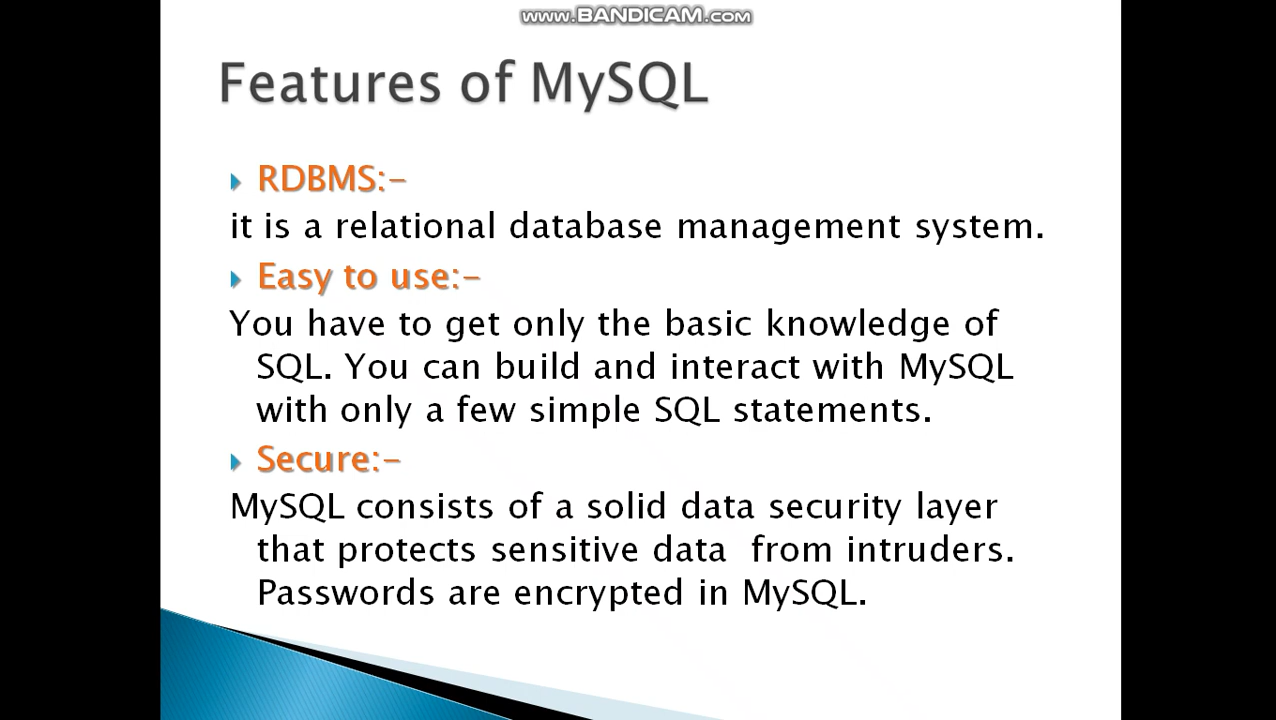 www.BANDICAM.com
Features of MySQL
RDBMS:-
it is a relational database management system.
Easy to use:-
You have to get only the basic knowledge of
SQL. You can build and interact with MySQL
with only a few simple SQL statements.
Secure:-
MySQL consists of a solid data security layer
that protects sensitive data  from intruders.
Passwords are encrypted in MySQL.